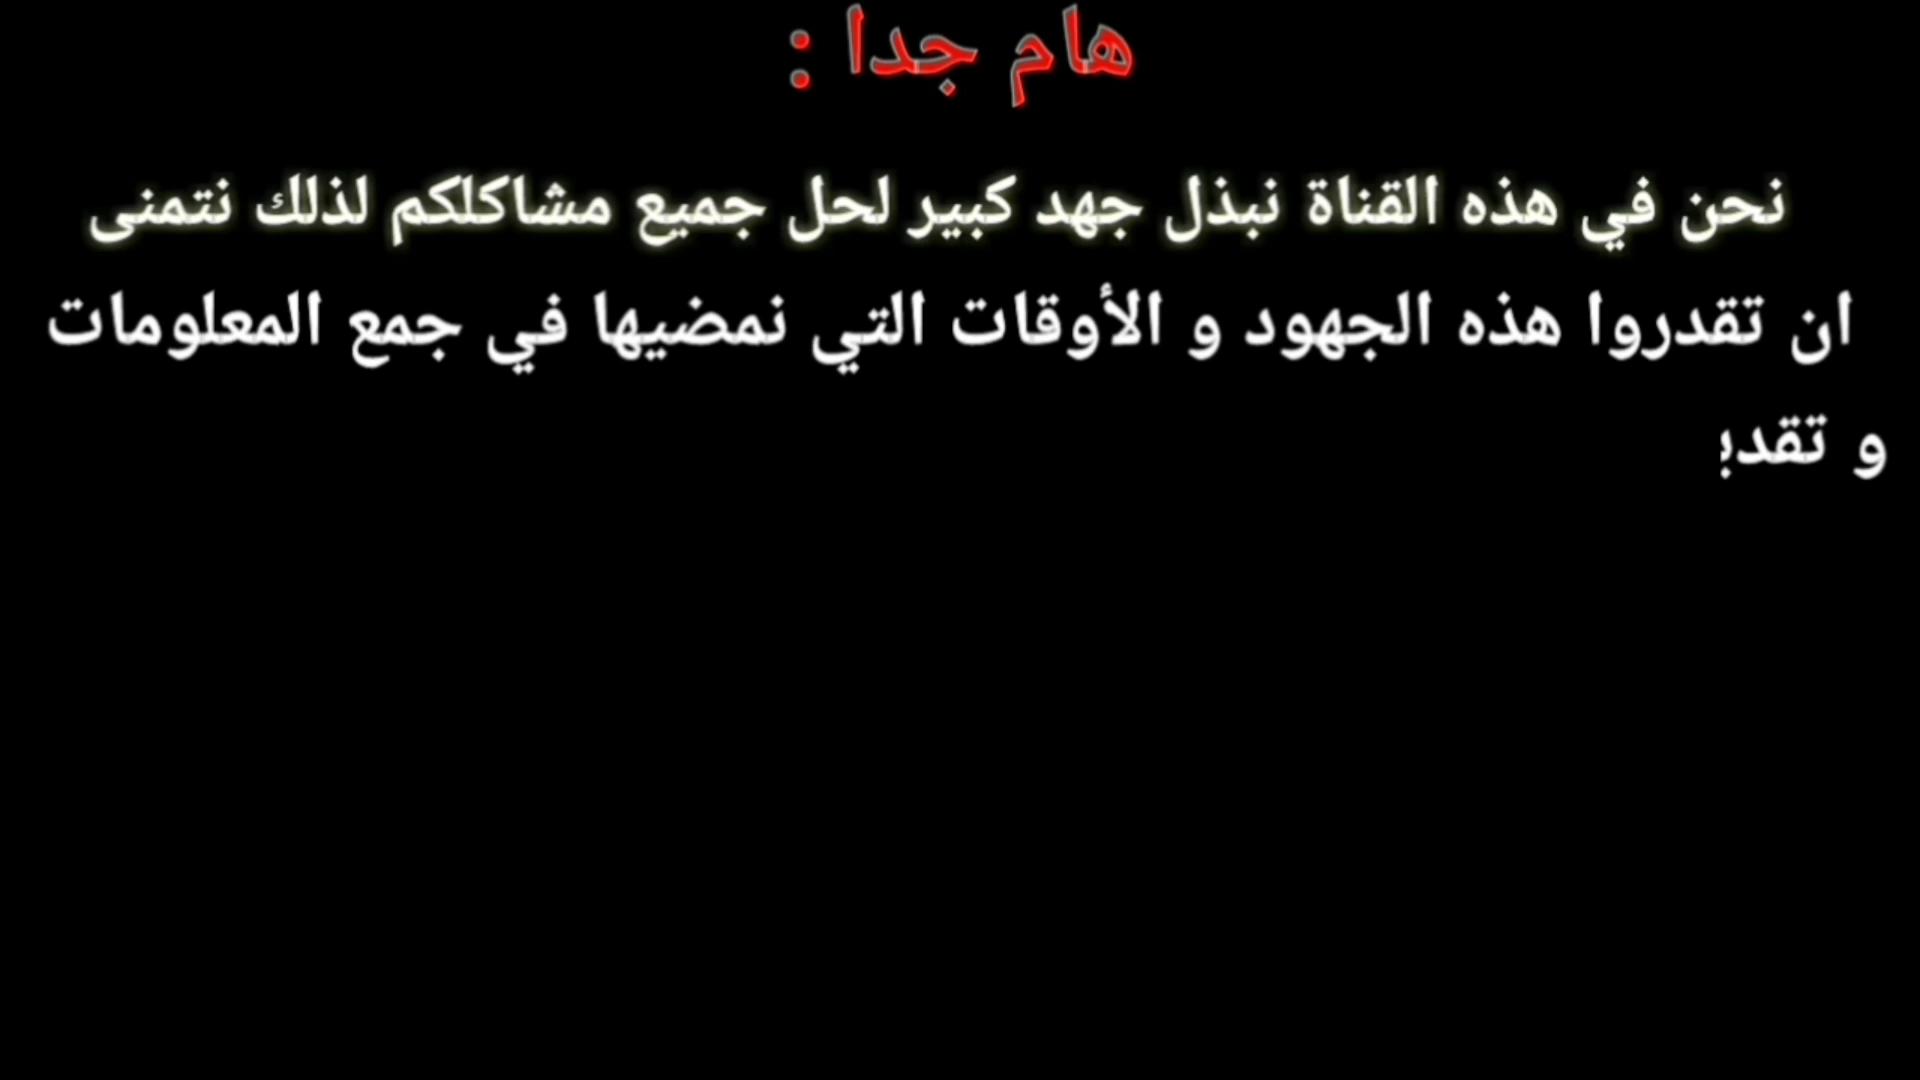 هام جدا :
نحن في هذه القناة نبذل جهد كبير لحل جميع مشاكلكم لذلك نتمنى
ان تقدروا هذه الجهود و الأوقات التي نمضيها في جمع المعلومات
و